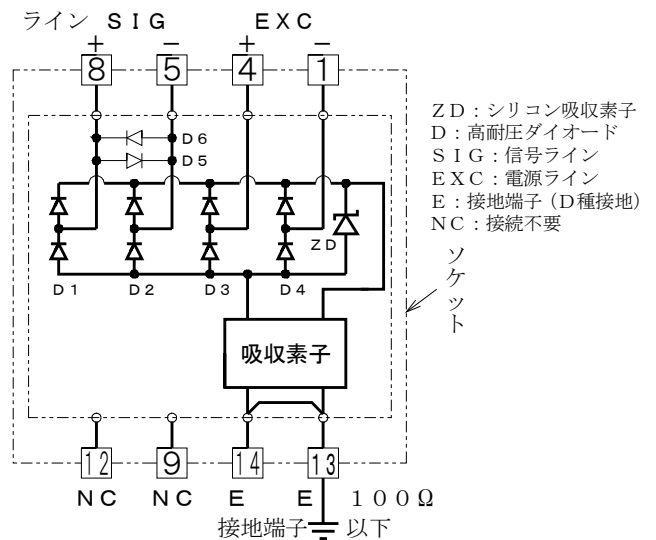 ライン SIG EXC
+ − + −
8 5 4 1
D6
D5
ZD
D1 D2 D3 D4
吸収素子
12 9 14 13
NC NC E E 100Ω
接地端子 以下
ZD:シリコン吸収素子
D:高耐圧ダイオード
SIG:信号ライン
EXC:電源ライン
E:接地端子(D種接地)
NC:接続不要
ソケット